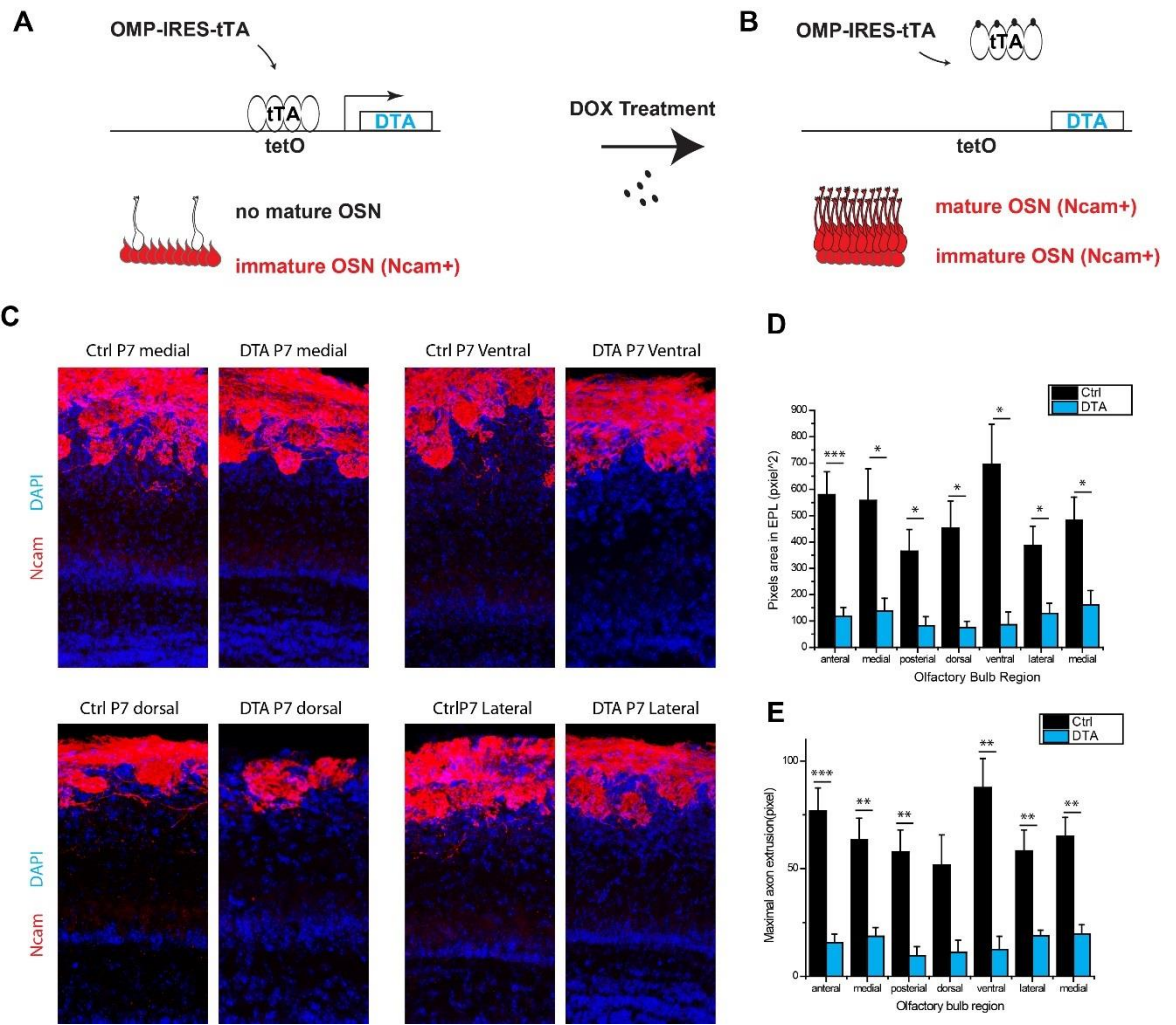 A
OMP-IRES-tTA
tTA
DTA
tetO
no mature OSN
immature OSN (Ncam+)
DOX Treatment
B
OMP-IRES-tTA
tTA
DTA
tetO
mature OSN (Ncam+)
immature OSN (Ncam+)
C
Ctrl P7 medial
DTA P7 medial
Ctrl P7 Ventral
DTA P7 Ventral
Ncam DAPI
Ctrl P7 dorsal
DTA P7 dorsal
CtrlP7 Lateral
DTA P7 Lateral
Ncam DAPI
D
Ctrl
DTA
Pixels area in EPL (pxiel^2)
900
800
700
600
500
400
300
200
100
0
***
*
*
*
*
*
*
anteral medial posterial dorsal ventral lateral medial
Olfactory Bulb Region
E
Ctrl
DTA
Maximal axon extrusion(pixel)
100
50
0
***
**
**
**
**
**
anteral medial posterial dorsal ventral lateral medial
Olfactory bulb region